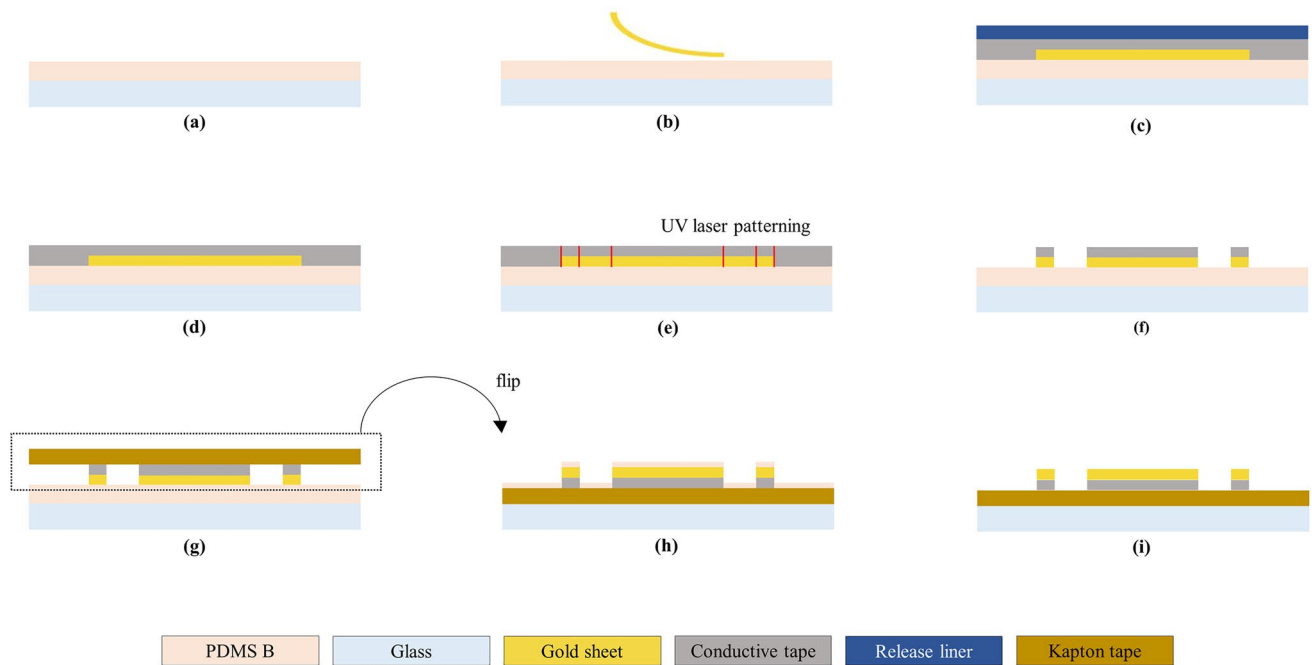 (a)
(b)
(c)
UV laser patterning
(d)
(e)
(f)
flip
(g)
(h)
(i)
PDMS B
Glass
Gold sheet
Conductive tape
Release liner
Kapton tape